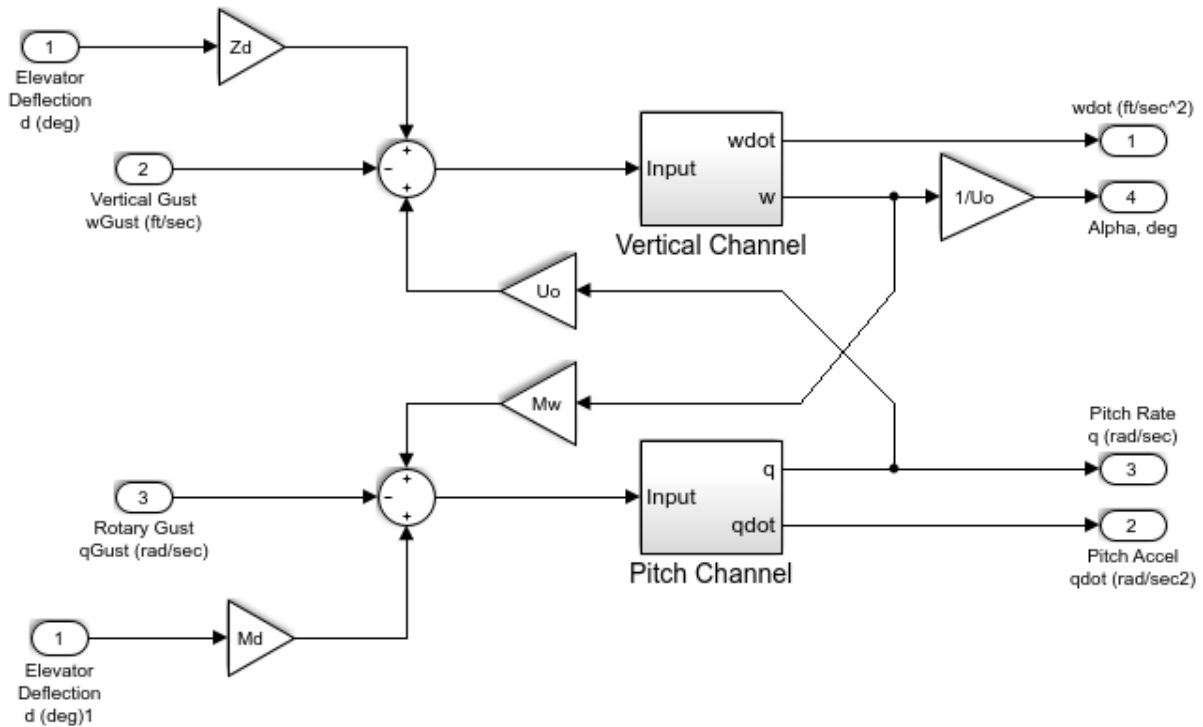 1
Elevator
Deflection
d (deg)
Zd
2
Vertical Gust
wGust (ft/sec)
+
−
+
Input
wdot
w
Vertical Channel
wdot (ft/sec^2)
1
1/Uo
4
Alpha, deg
Uo
Mw
3
Rotary Gust
qGust (rad/sec)
+
−
+
Input
q
qdot
Pitch Channel
Pitch Rate
q (rad/sec)
3
2
Pitch Accel
qdot (rad/sec2)
1
Elevator
Deflection
d (deg)1
Md